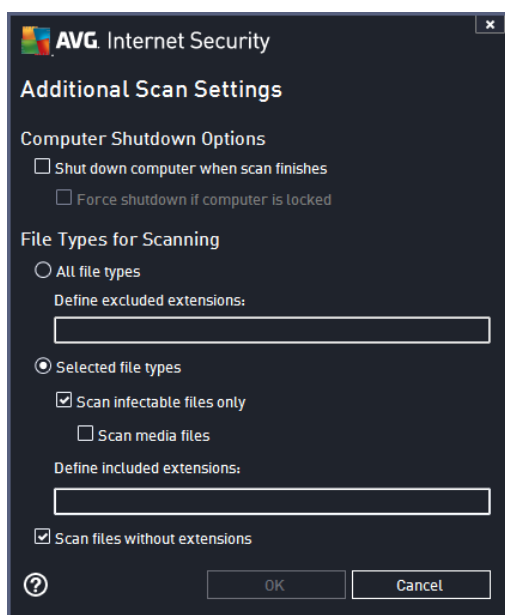 AVG. Internet Security
Additional Scan Settings
Computer Shutdown Options
Shut down computer when scan finishes
Force shutdown if computer is locked
File Types for Scanning
All file types
Define excluded extensions:
Selected file types
Scan infectable files only
Scan media files
Define included extensions:
Scan files without extensions
OK Cancel